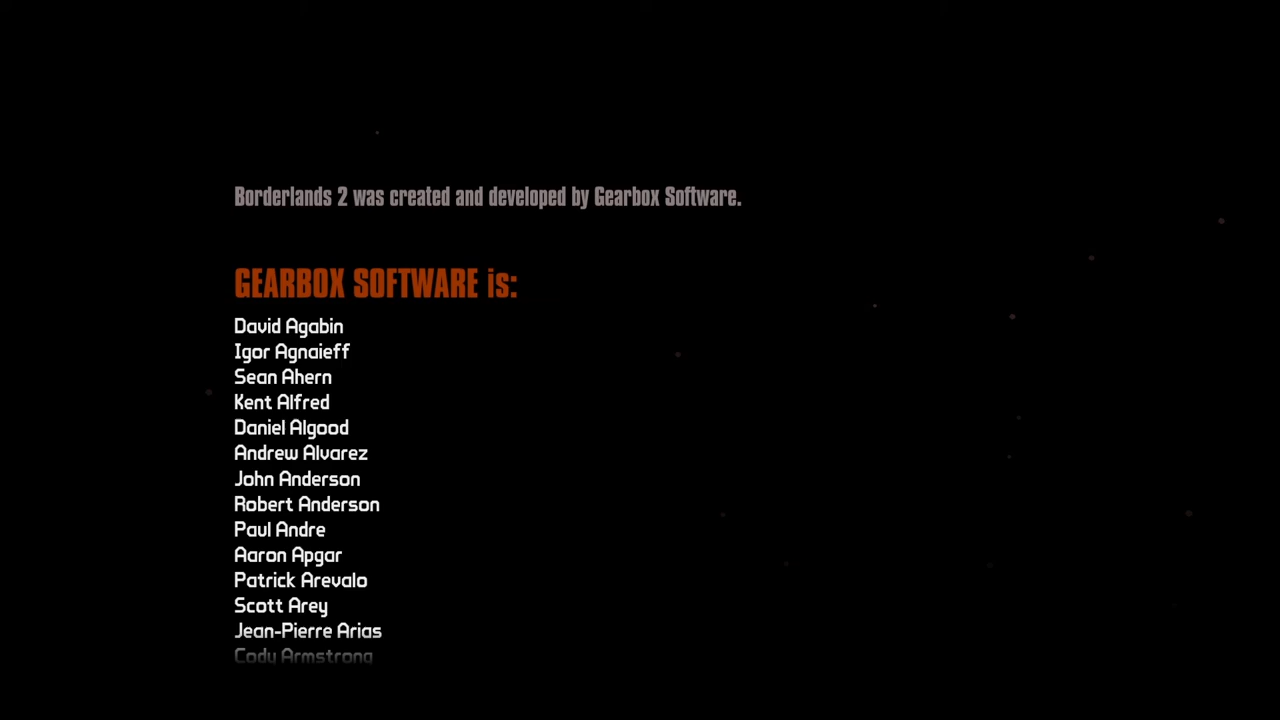 Borderlands 2 was created and developed by Gearbox Software.
GEARBOX SOFTWARE is:
David Agabin
Igor Agnaieff
Sean Ahern
Kent Alfred
Daniel Algood
Andrew Alvarez
John Anderson
Robert Anderson
Paul Andre
Aaron Apgar
Patrick Arevalo
Scott Arey
Jean-Pierre Arias
Cody Armstrong